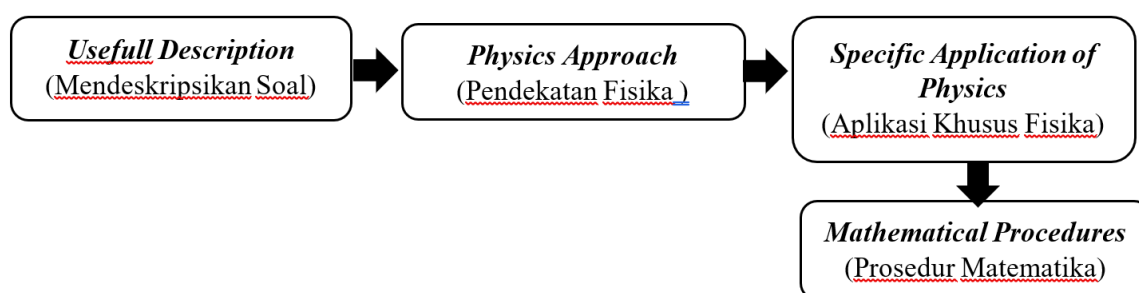 Usefull Description
(Mendeskripsikan Soal)
Physics Approach
(Pendekatan Fisika )
Specific Application of
Physics
(Aplikasi Khusus Fisika)
Mathematical Procedures
(Prosedur Matematika)